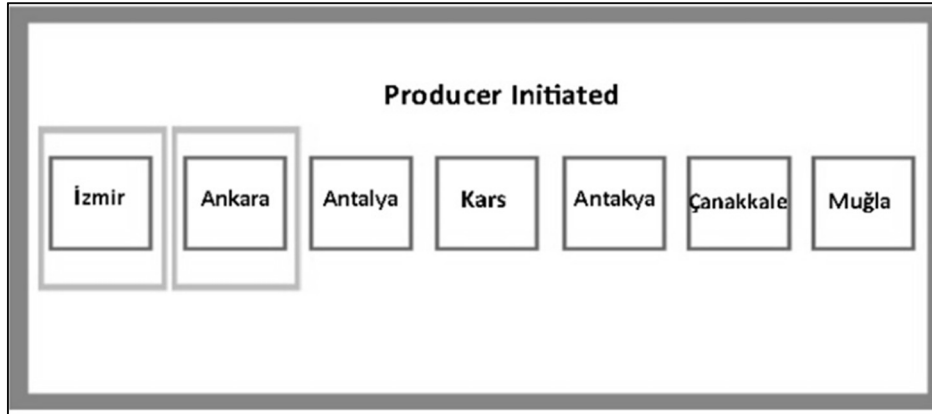 Producer Initiated
İzmir Ankara Antalya Kars Antakya Çanakkale Muğla